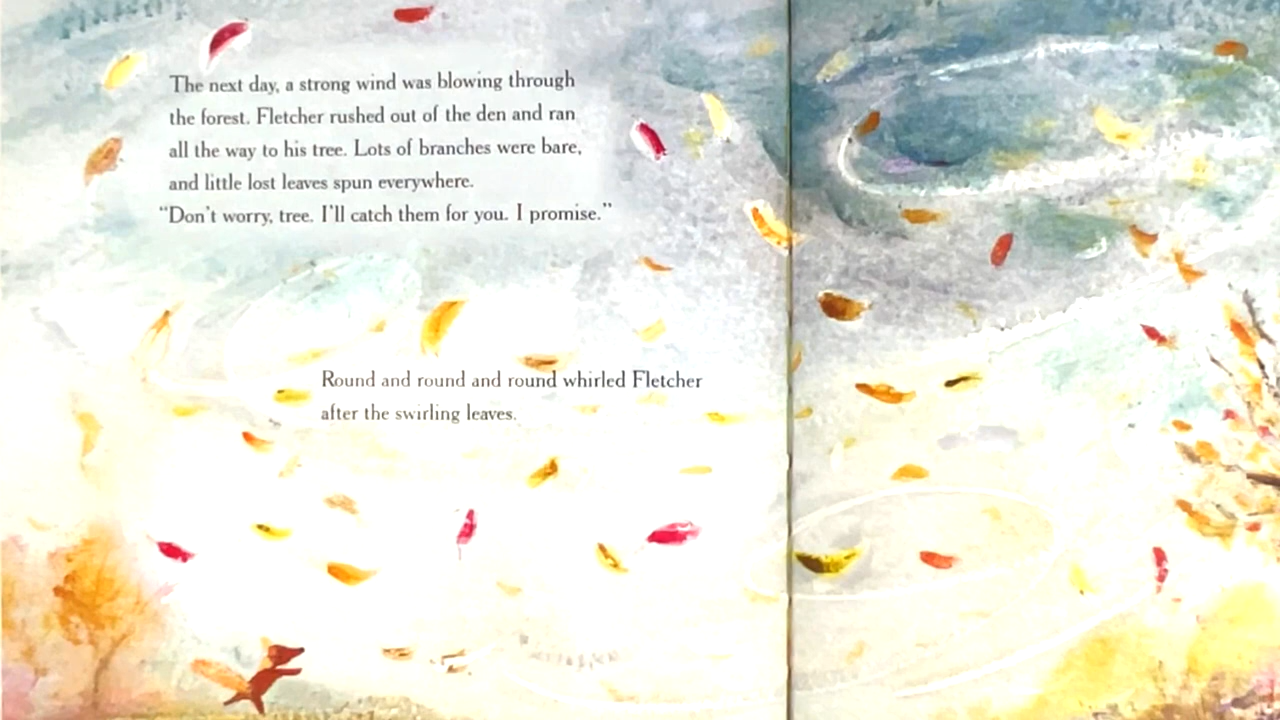 The next day, a strong wind was blowing through
the forest. Fletcher rushed out of the den and ran
all the way to his tree. Lots of branches were bare,
and little lost leaves spun everywhere.
“Don’t worry, tree. I’ll catch them for you. I promise.”
Round and round and round whirled Fletcher
after the swirling leaves.